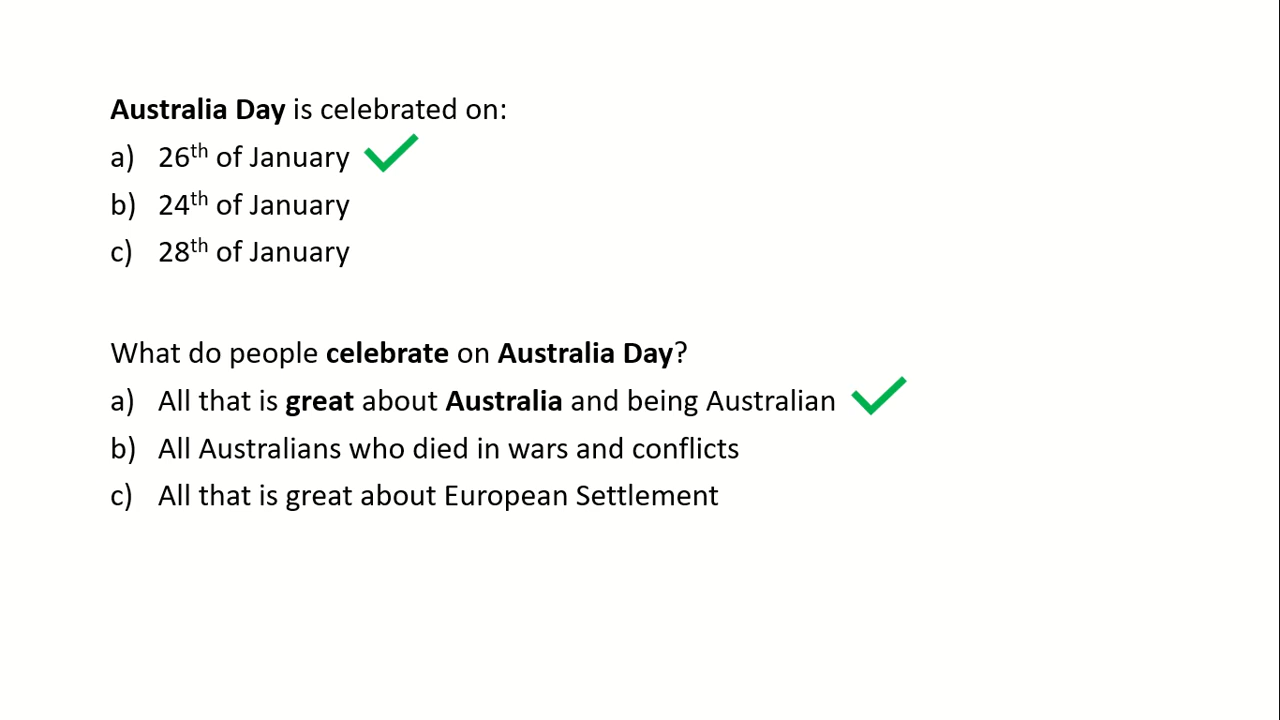 Australia Day is celebrated on:
a) 26th of January
b) 24th of January
c) 28th of January
What do people celebrate on Australia Day?
a) All that is great about Australia and being Australian
b) All Australians who died in wars and conflicts
c) All that is great about European Settlement